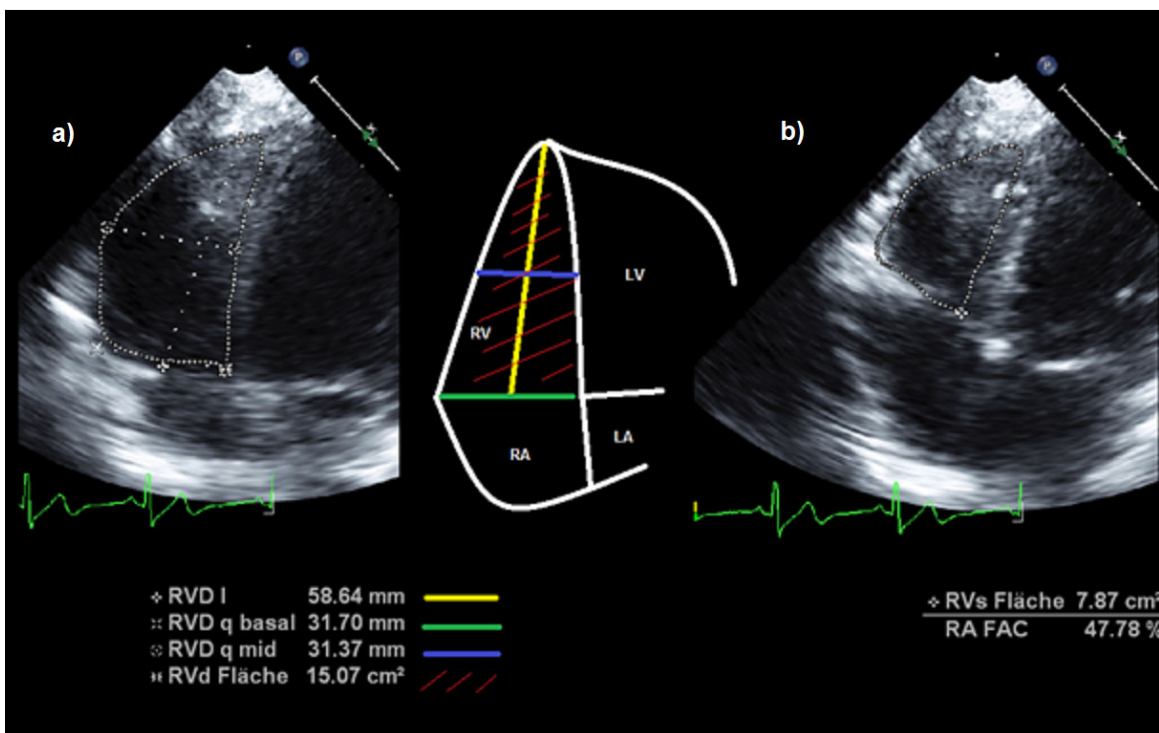 P
P
a)
b)
LV
RV
RA
LA
RVD l 58.64 mm
RVD q basal 31.70 mm
RVD q mid 31.37 mm
RVd Fläche 15.07 cm²
RVs Fläche 7.87 cm²
RA FAC 47.78 %